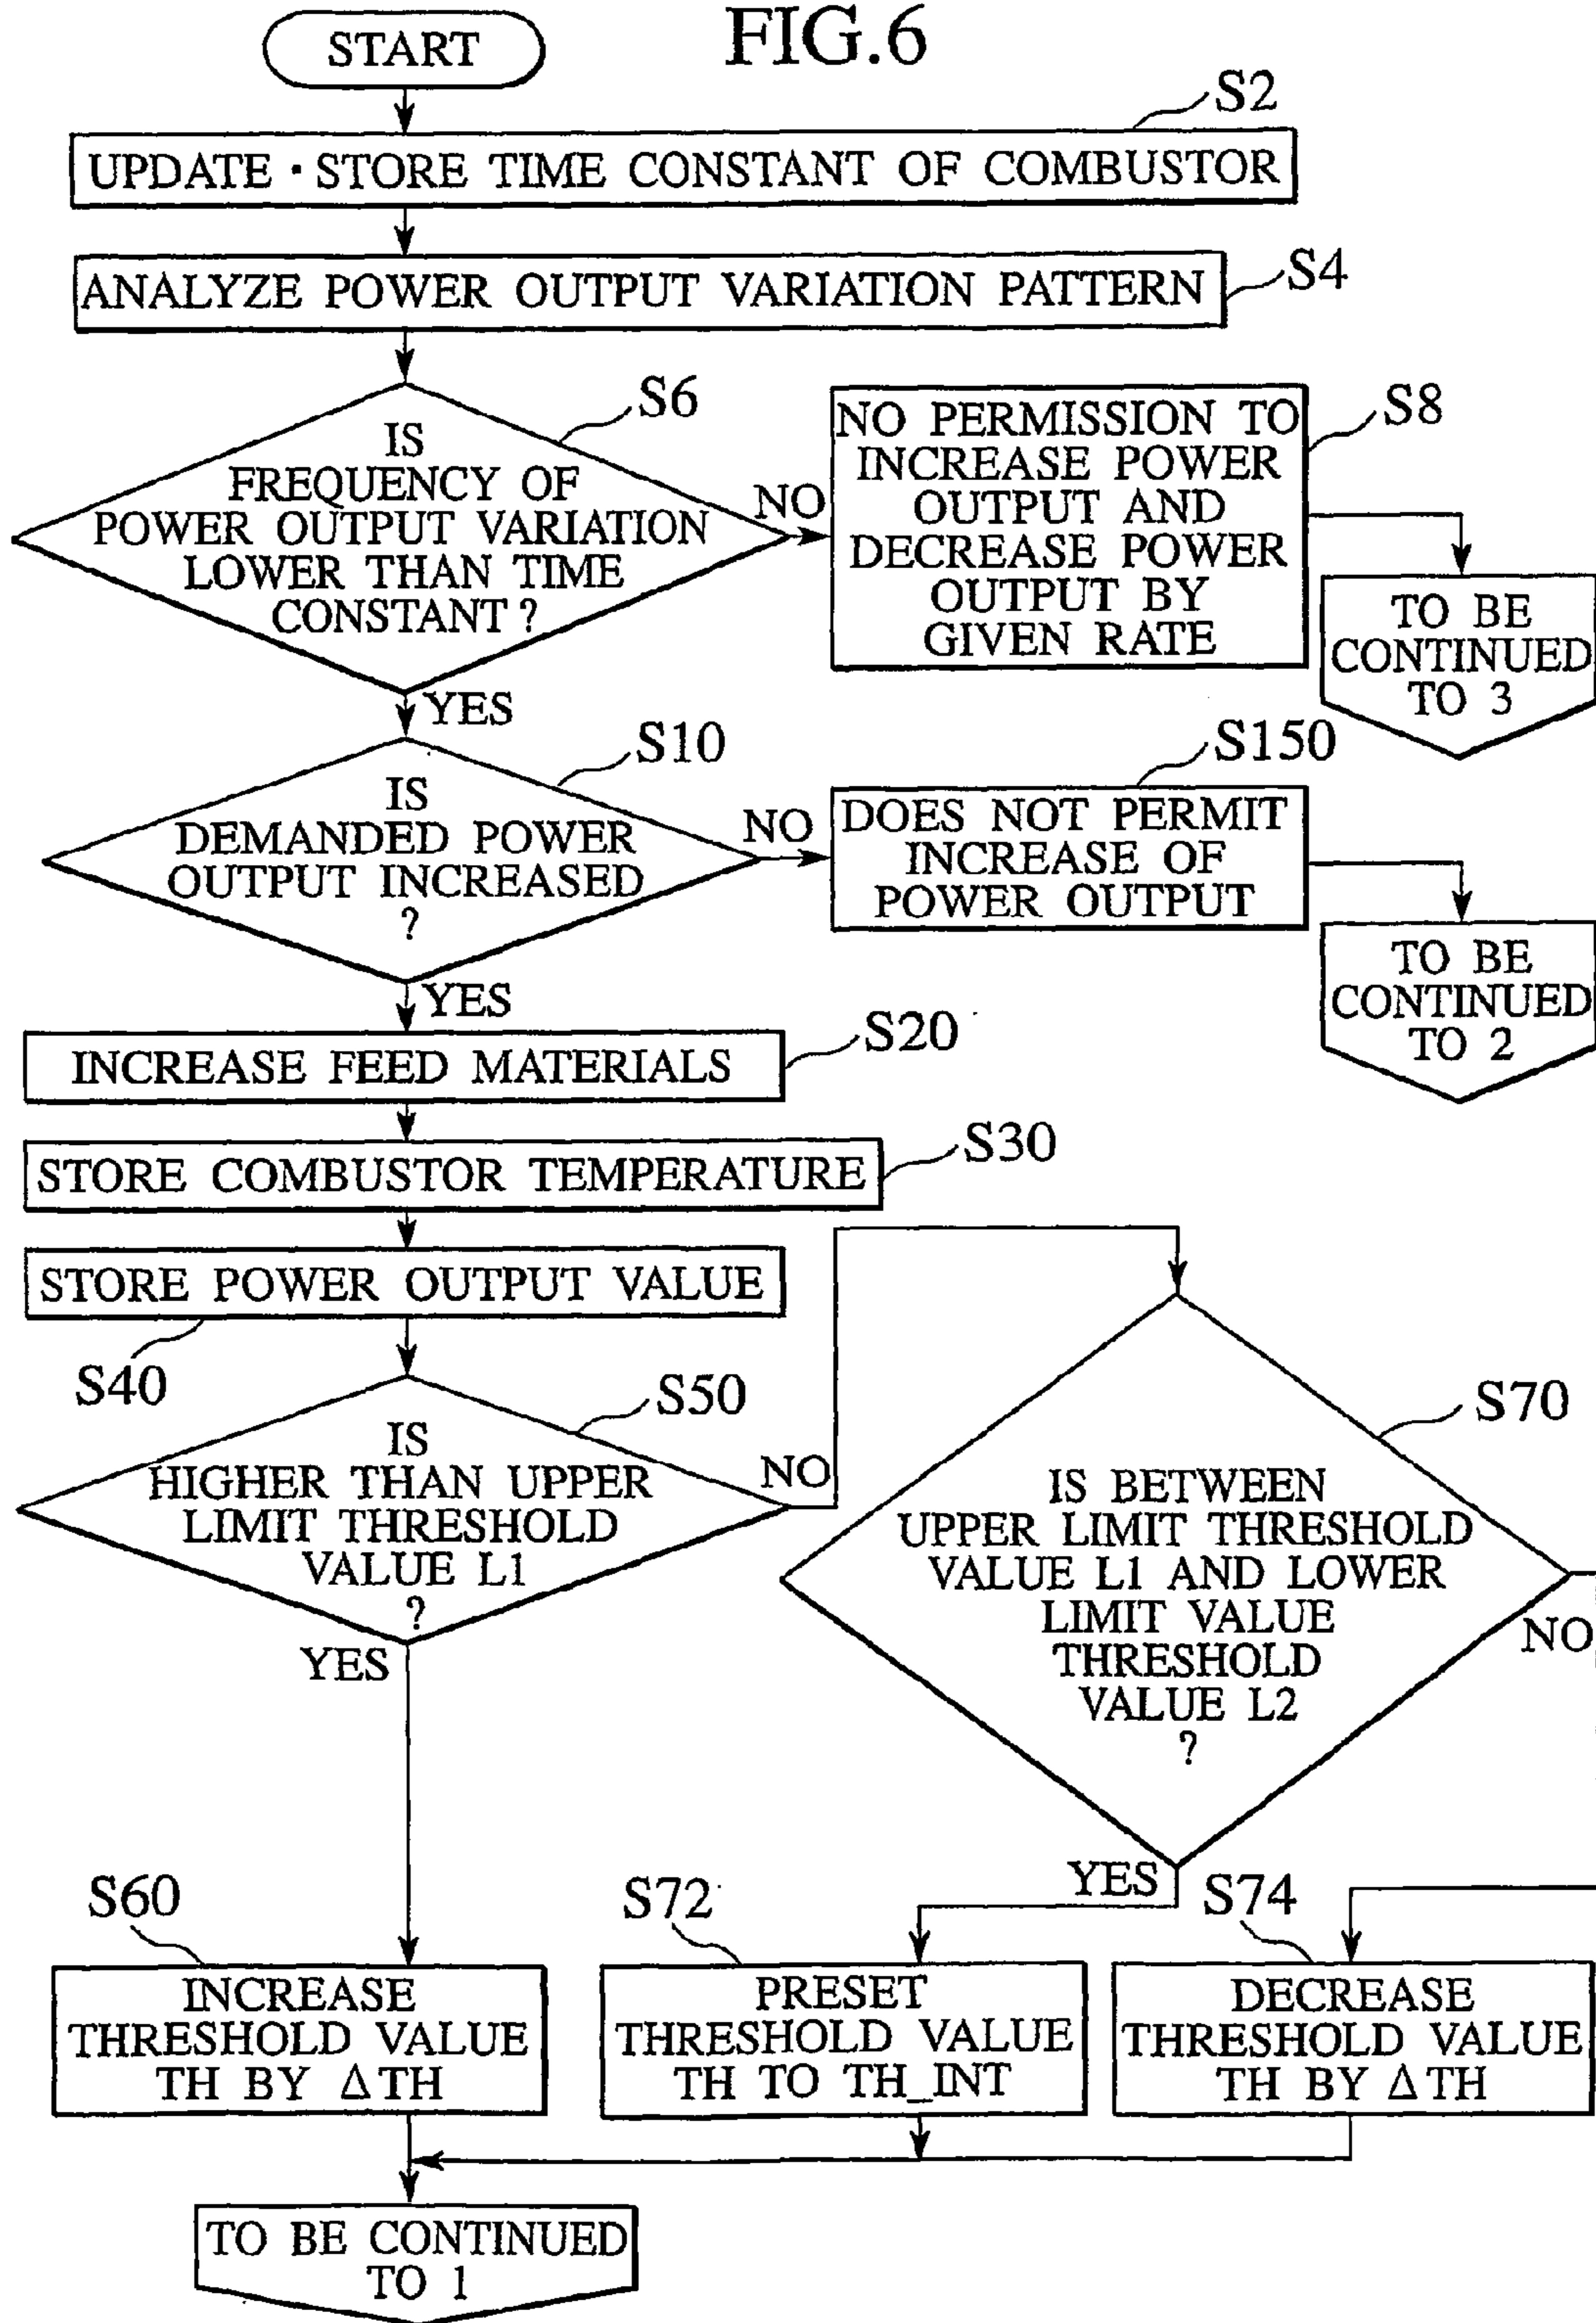 FIG.6
START
S2
UPDATE · STORE TIME CONSTANT OF COMBUSTOR
ANALYZE POWER OUTPUT VARIATION PATTERN
S4
S6
IS
FREQUENCY OF
POWER OUTPUT VARIATION
LOWER THAN TIME
CONSTANT ?
NO
YES
S8
NO PERMISSION TO
INCREASE POWER
OUTPUT AND
DECREASE POWER
OUTPUT BY
GIVEN RATE
TO BE
CONTINUED
TO 3
S10
IS
DEMANDED POWER
OUTPUT INCREASED
?
NO
YES
S150
DOES NOT PERMIT
INCREASE OF
POWER OUTPUT
TO BE
CONTINUED
TO 2
S20
INCREASE FEED MATERIALS
S30
STORE COMBUSTOR TEMPERATURE
STORE POWER OUTPUT VALUE
S40
S50
IS
HIGHER THAN UPPER
LIMIT THRESHOLD
VALUE L1
?
NO
YES
S70
IS BETWEEN
UPPER LIMIT THRESHOLD
VALUE L1 AND LOWER
LIMIT VALUE
THRESHOLD
VALUE L2
?
NO
YES
S60
INCREASE
THRESHOLD VALUE
TH BY ΔTH
S72
PRESET
THRESHOLD VALUE
TH TO TH_INT
S74
DECREASE
THRESHOLD VALUE
TH BY ΔTH
TO BE CONTINUED
TO 1